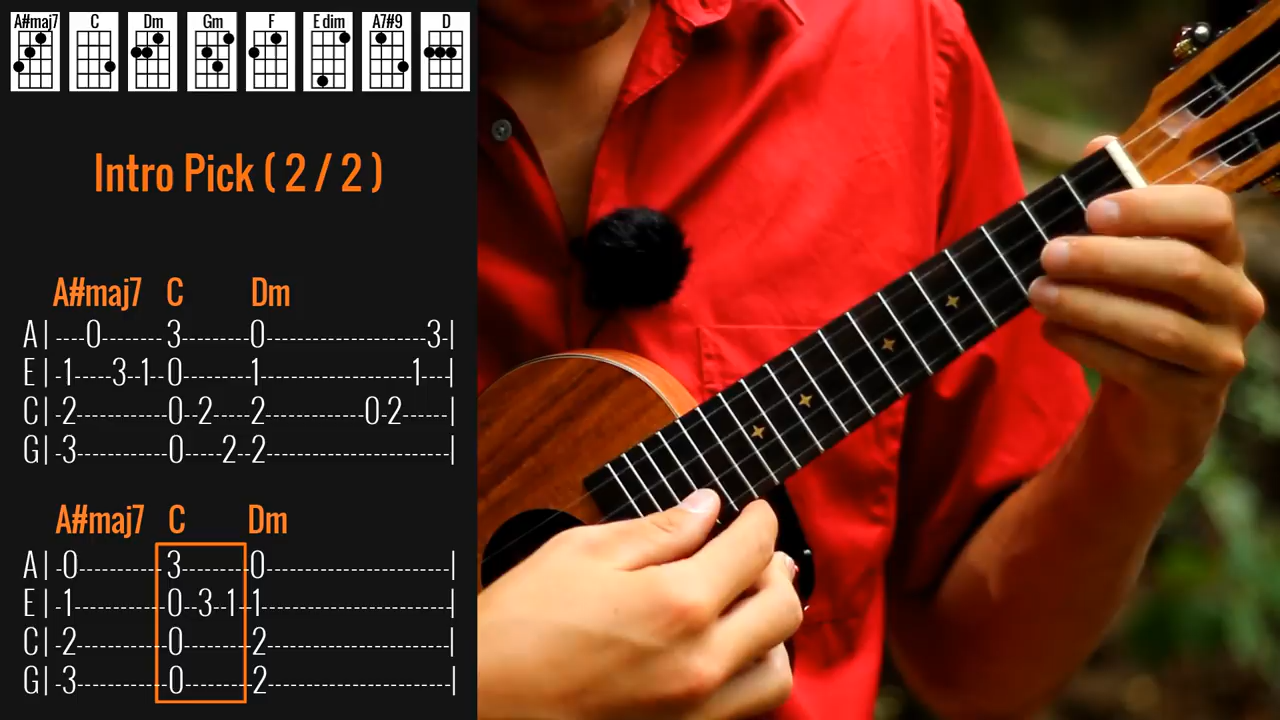 A#maj7 C Dm Gm F E dim A7#9 D
Intro Pick ( 2 / 2 )
A#maj7 C Dm
A|----0--------3---------0----------------------3-|
E|-1-----3-1--0---------1--------------------1---|
C|-2------------0-2----2---------------0-2------|
G|-3------------0-----2--2------------------------|
A#maj7 C Dm
A|-0-----------3---------0-------------------------|
E|-1-----------0--3-1-1-------------------------|
C|-2-----------0---------2-------------------------|
G|-3-----------0---------2-------------------------|